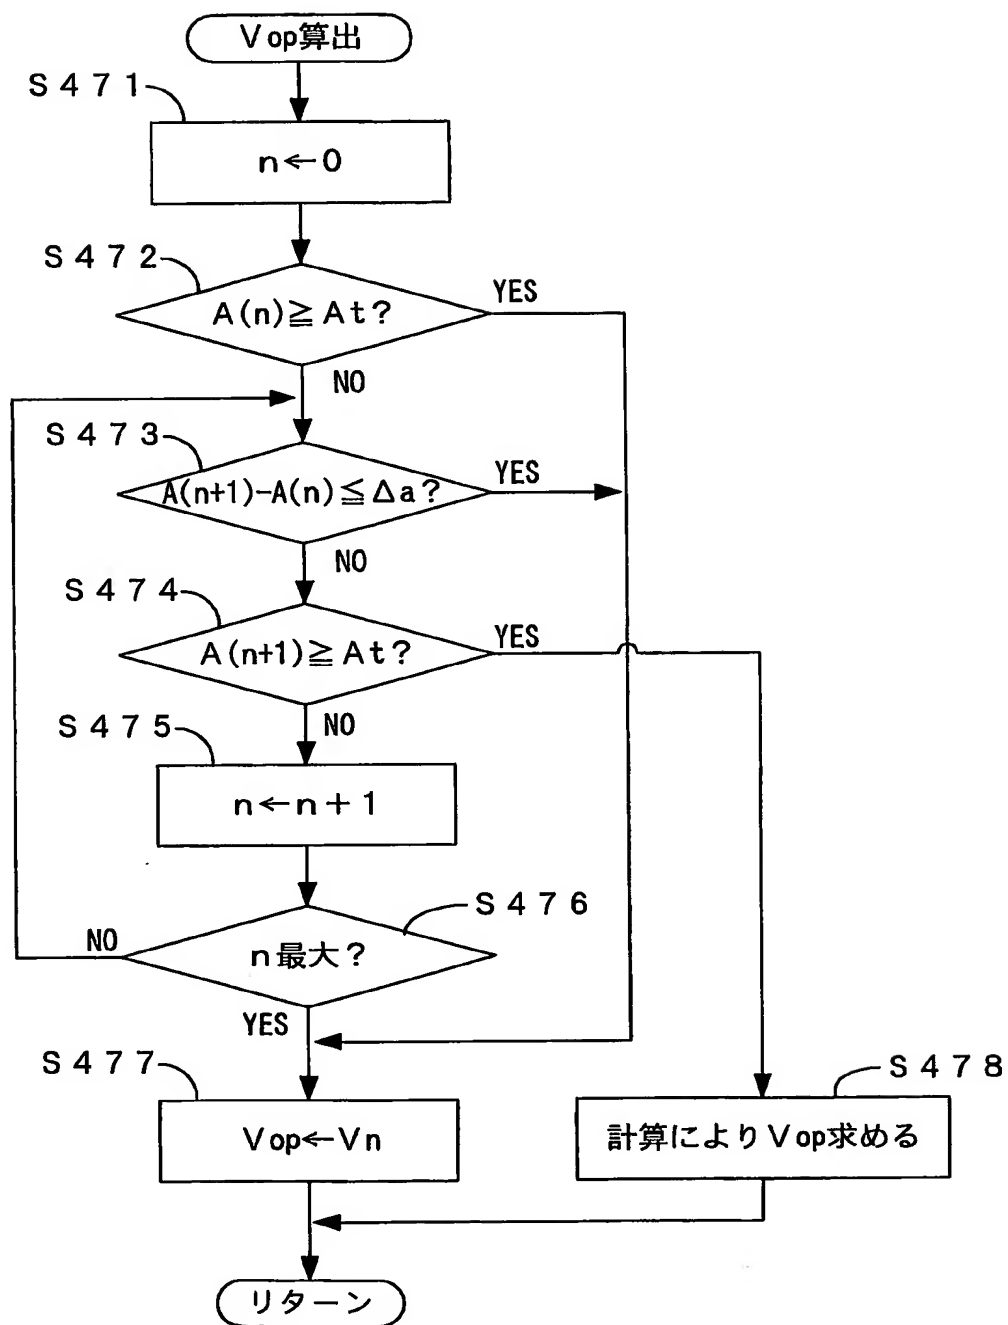 Vop算出
S471
n←0
S472
A(n)≧At?
YES
NO
S473
A(n+1)-A(n)≦Δa?
YES
NO
S474
A(n+1)≧At?
YES
NO
S475
n←n+1
S476
n最大?
NO
YES
S477
Vop←Vn
S478
計算によりVop求める
リターン